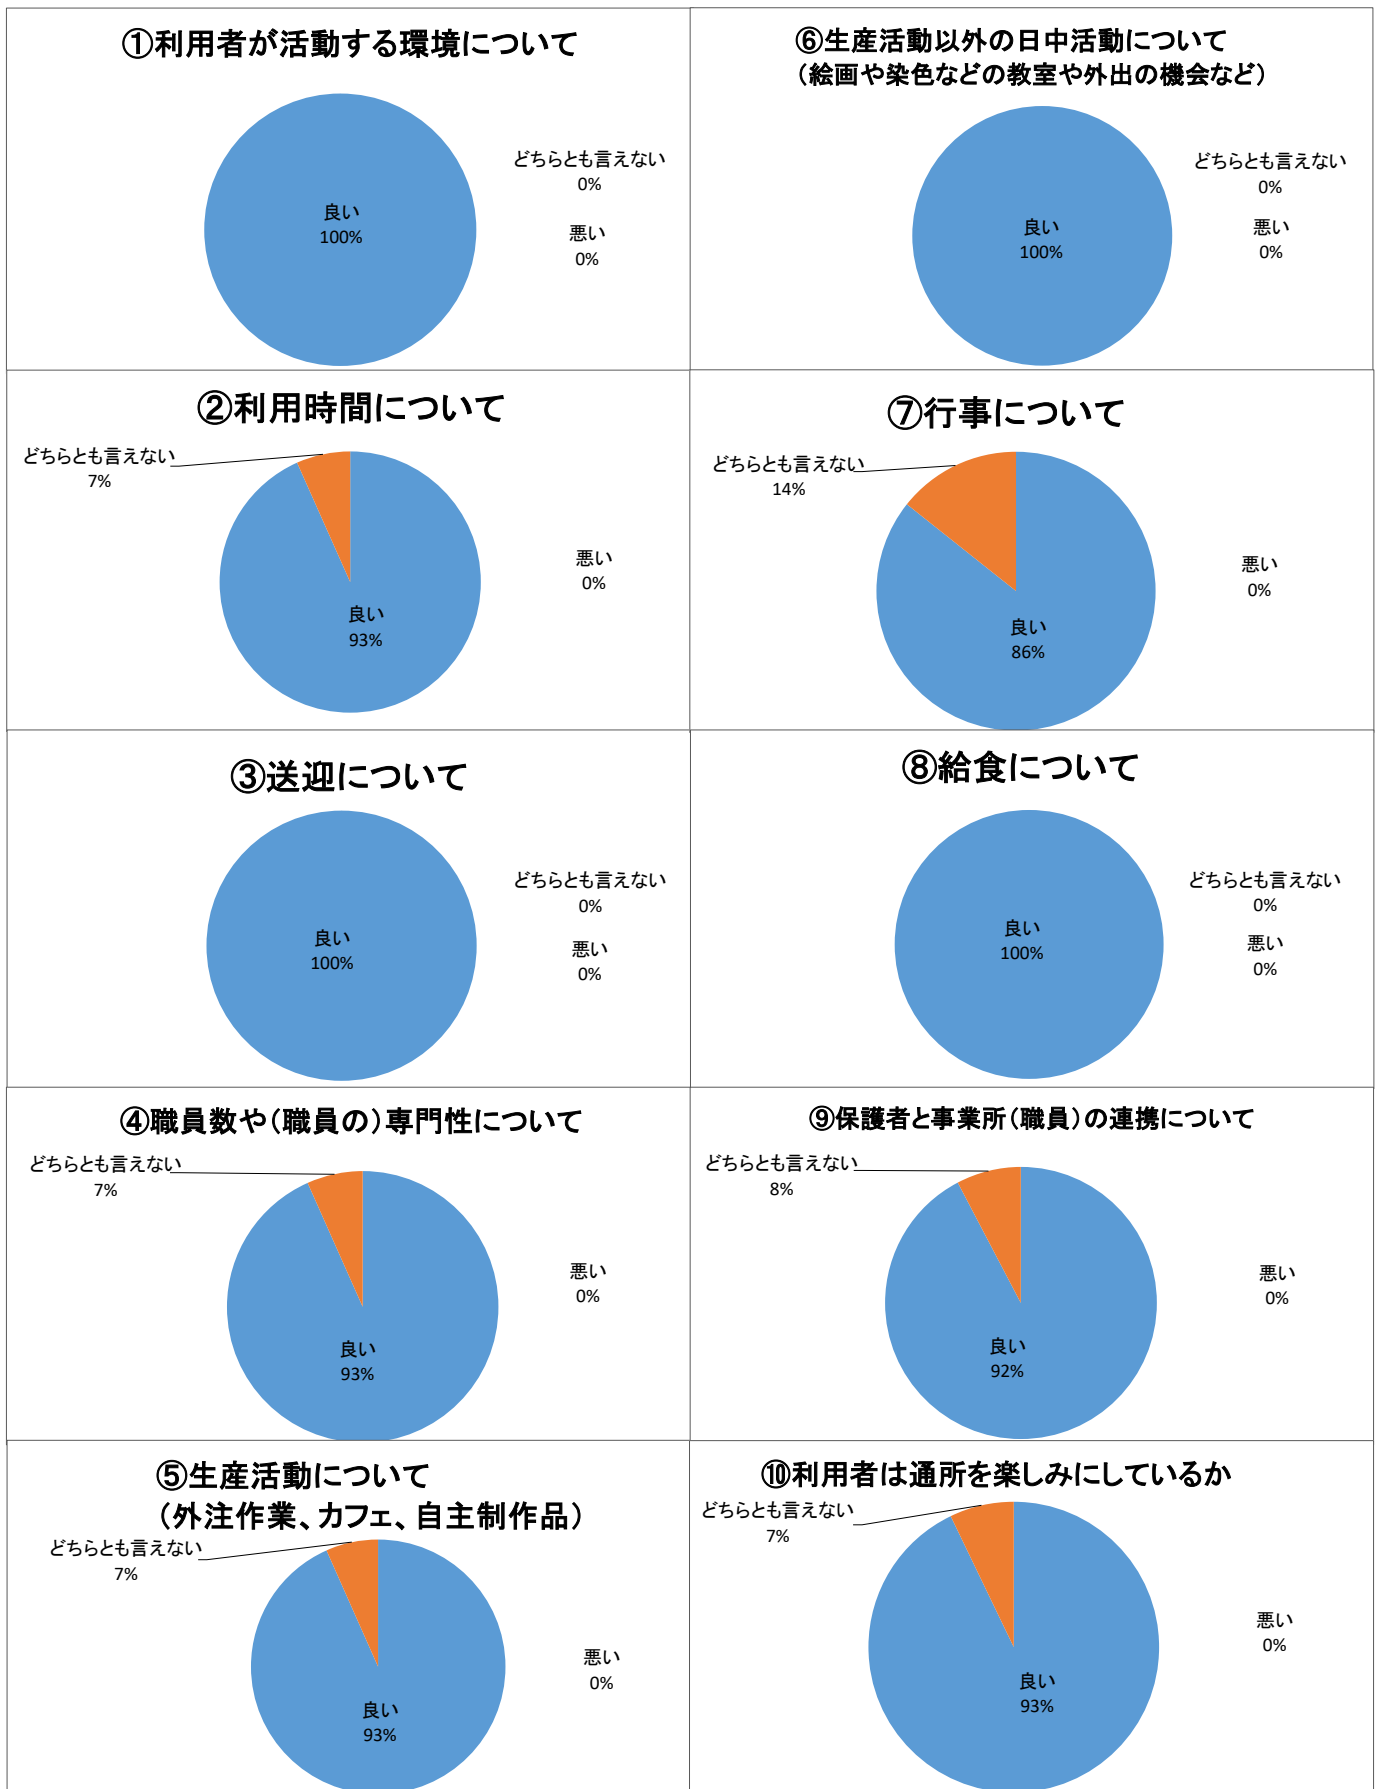 ①利用者が活動する環境について
どちらとも言えない
0%
良い
100%
悪い
0%
⑥生産活動以外の日中活動について
（絵画や染色などの教室や外出の機会など）
どちらとも言えない
0%
良い
100%
悪い
0%
②利用時間について
どちらとも言えない
7%
悪い
0%
良い
93%
⑦行事について
どちらとも言えない
14%
悪い
0%
良い
86%
③送迎について
どちらとも言えない
0%
良い
100%
悪い
0%
⑧給食について
どちらとも言えない
0%
良い
100%
悪い
0%
④職員数や（職員の）専門性について
どちらとも言えない
7%
悪い
0%
良い
93%
⑨保護者と事業所（職員）の連携について
どちらとも言えない
8%
悪い
0%
良い
92%
⑤生産活動について
（外注作業、カフェ、自主制作品）
どちらとも言えない
7%
悪い
0%
良い
93%
⑩利用者は通所を楽しみにしているか
どちらとも言えない
7%
悪い
0%
良い
93%